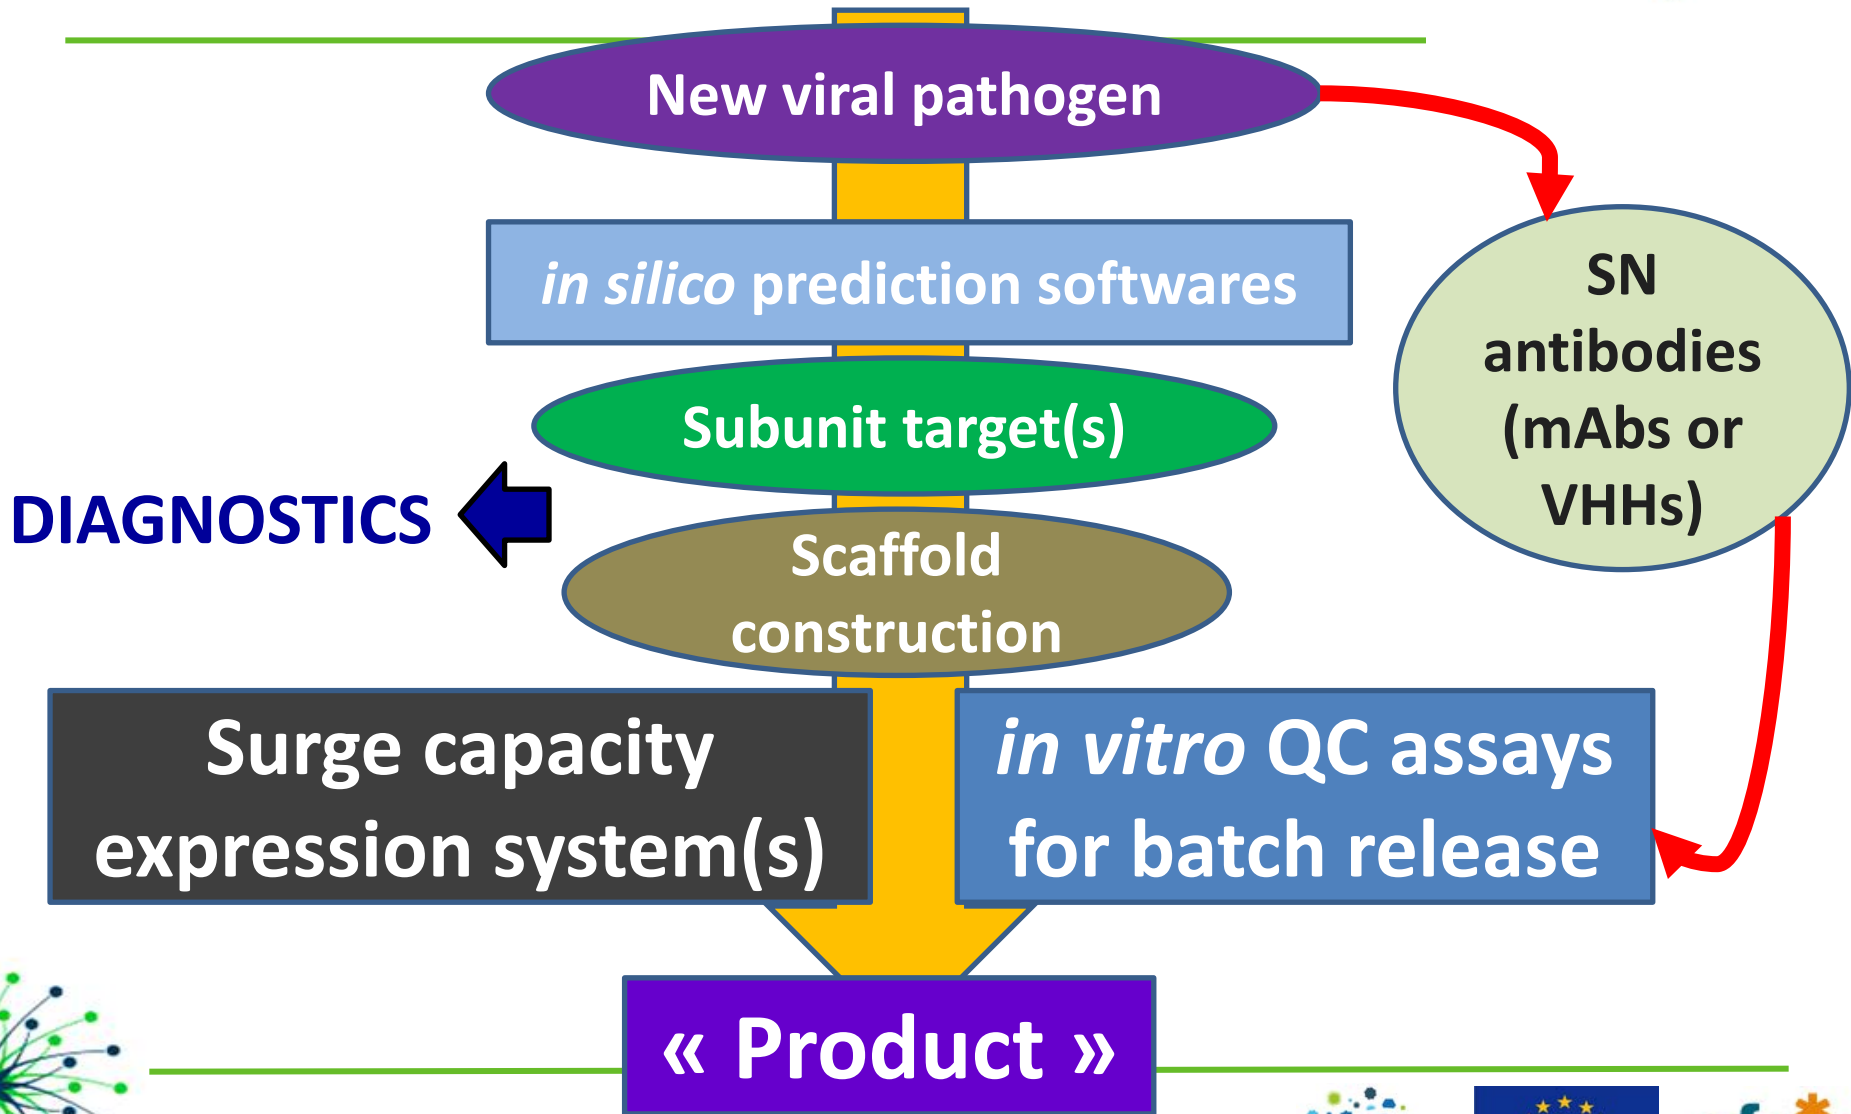 New viral pathogen
in silico prediction softwares
SN
antibodies
(mAbs or
VHHs)
Subunit target(s)
DIAGNOSTICS
Scaffold
construction
Surge capacity
expression system(s)
in vitro QC assays
for batch release
« Product »